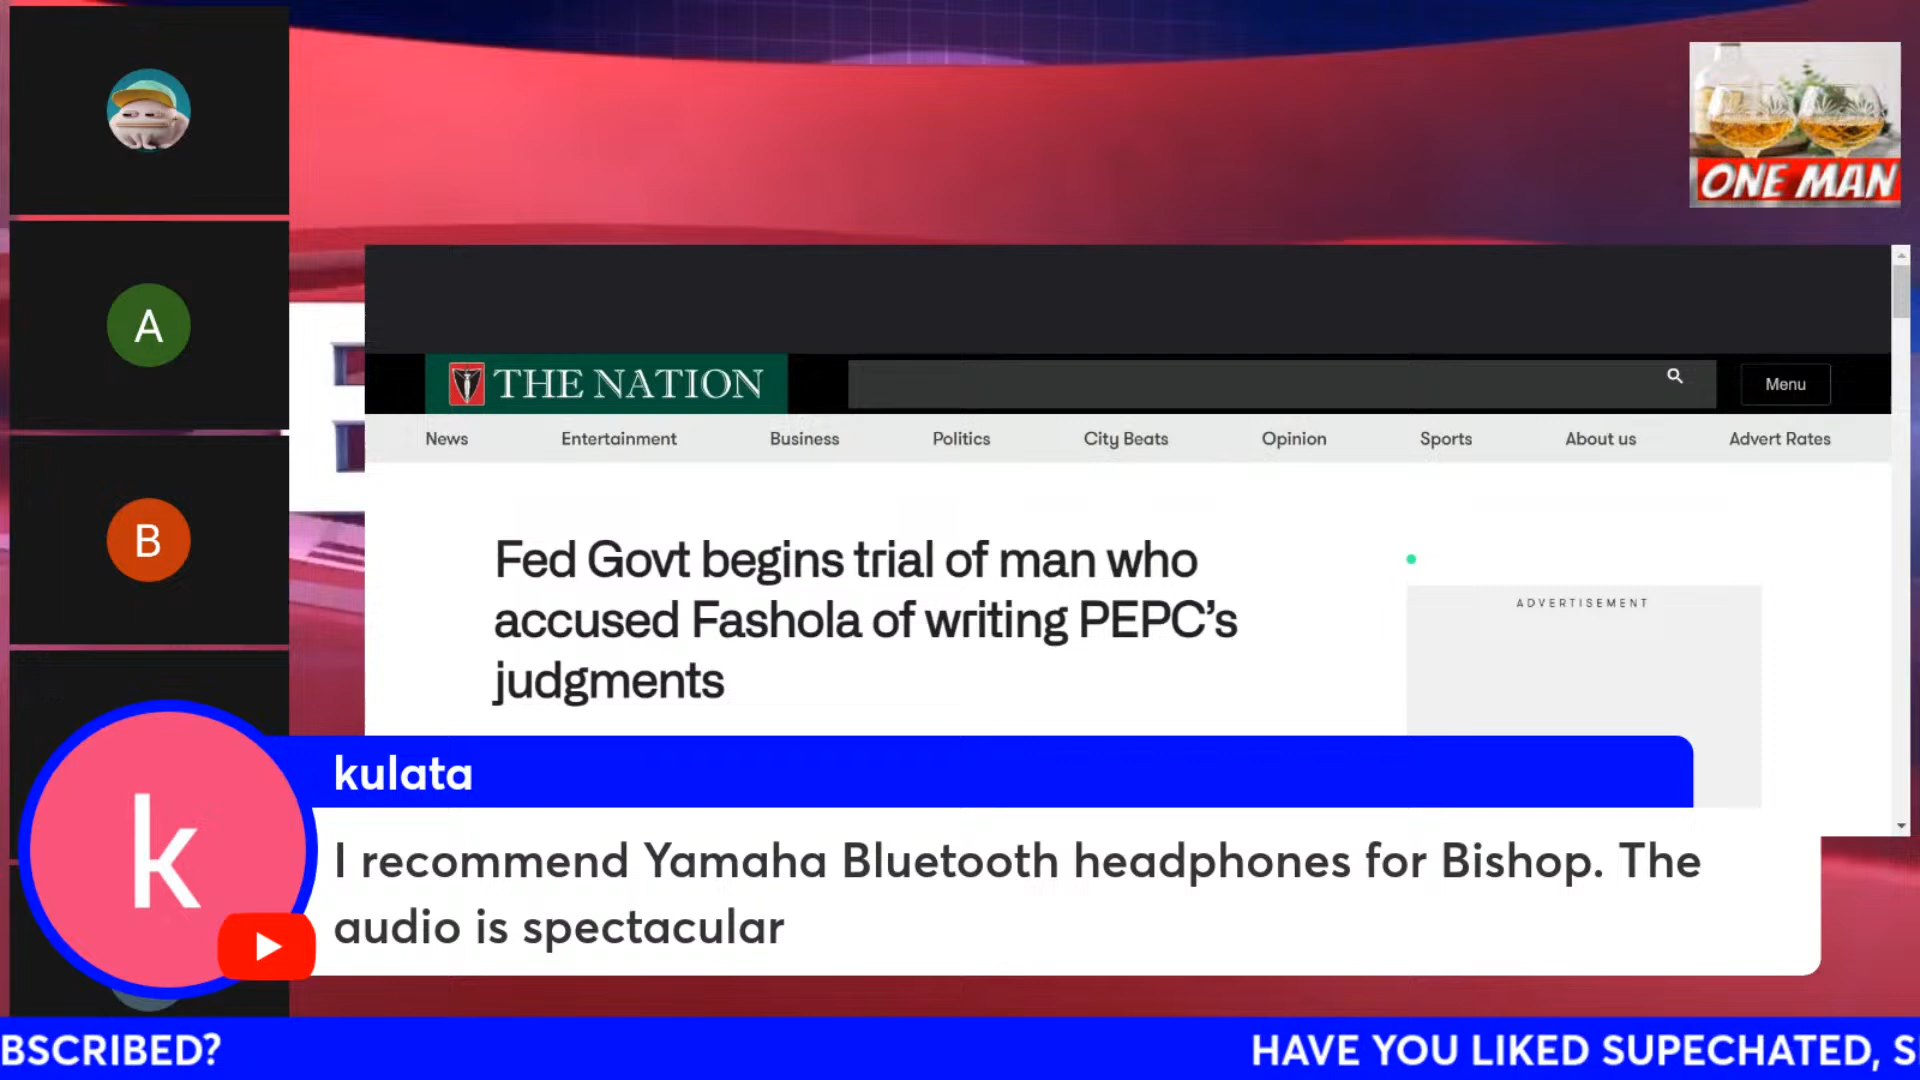 ONE MAN
A
THE NATION
Menu
News Entertainment Business Politics City Beats Opinion Sports About us Advert Rates
B
Fed Govt begins trial of man who
accused Fashola of writing PEPC’s
judgments
ADVERTISEMENT
kulata
k
I recommend Yamaha Bluetooth headphones for Bishop. The
audio is spectacular
BSCRIBED? HAVE YOU LIKED SUPECHATED, S